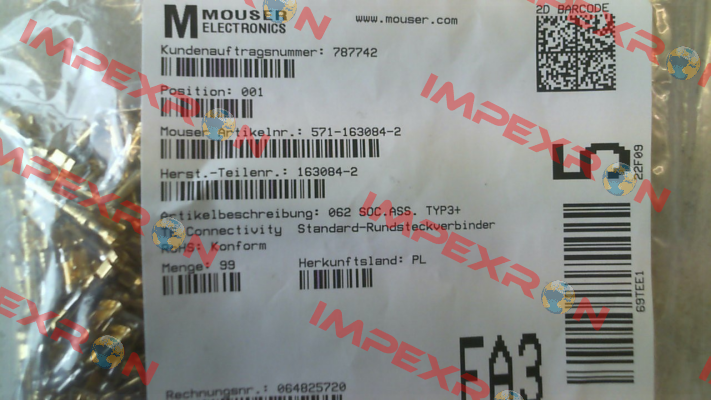 M MOUSER
ELECTRONICS
www.mouser.com
2D BARCODE
Kundenauftragsnummer: 787742
Position: 001
Mouser Artikelnr.: 571-163084-2
Herst.-Teilenr.: 163084-2
Artikelbeschreibung: 062 SOC.ASS. TYP3+
Connectivity Standard-Rundsteckverbinder
RoHS: Konform
Menge: 99 Herkunftsland: PL
Rechnungsnr.: 064825720
5
22F09
69TEE1
EA3
IMPEXRON
IMPEXRON
IMPEXRON
IMPEXRON
IMPEXRON